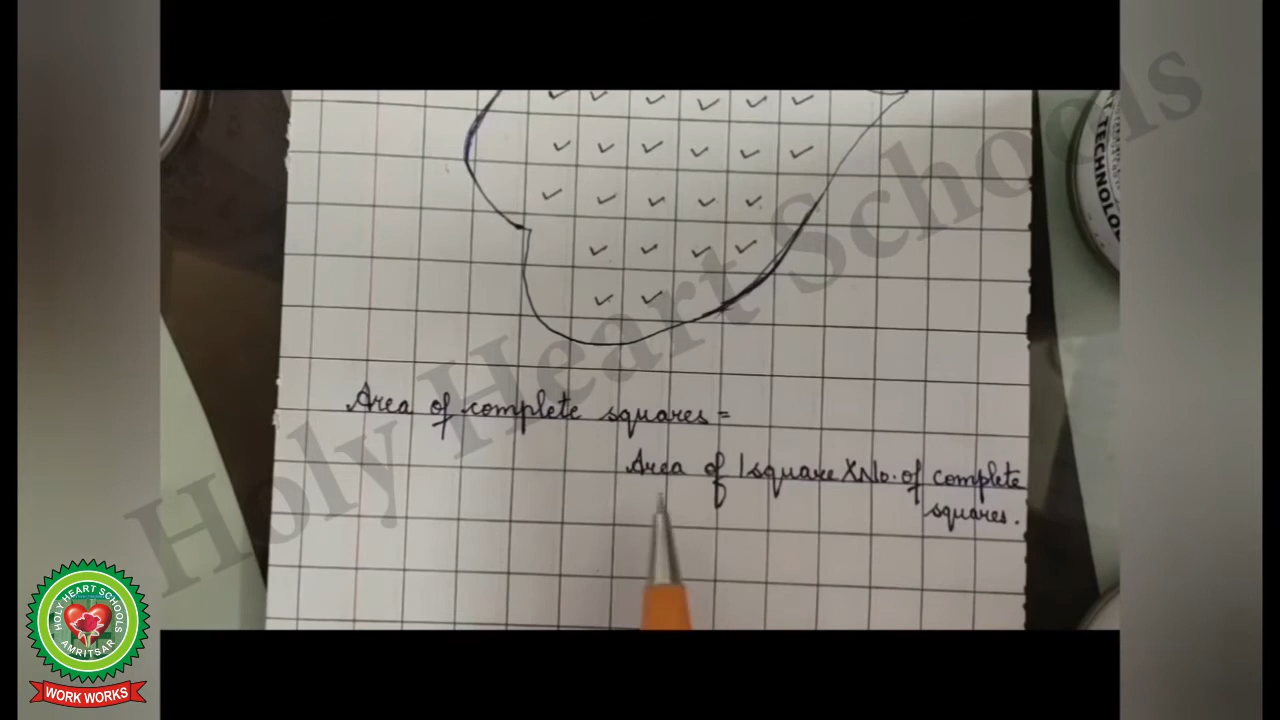 Holy Heart Schools
TECHNOLO
Area of complete squares =
Area of 1 square X No. of complete
squares.
HOLY HEART SCHOOLS
AMRITSAR
WORK WORKS